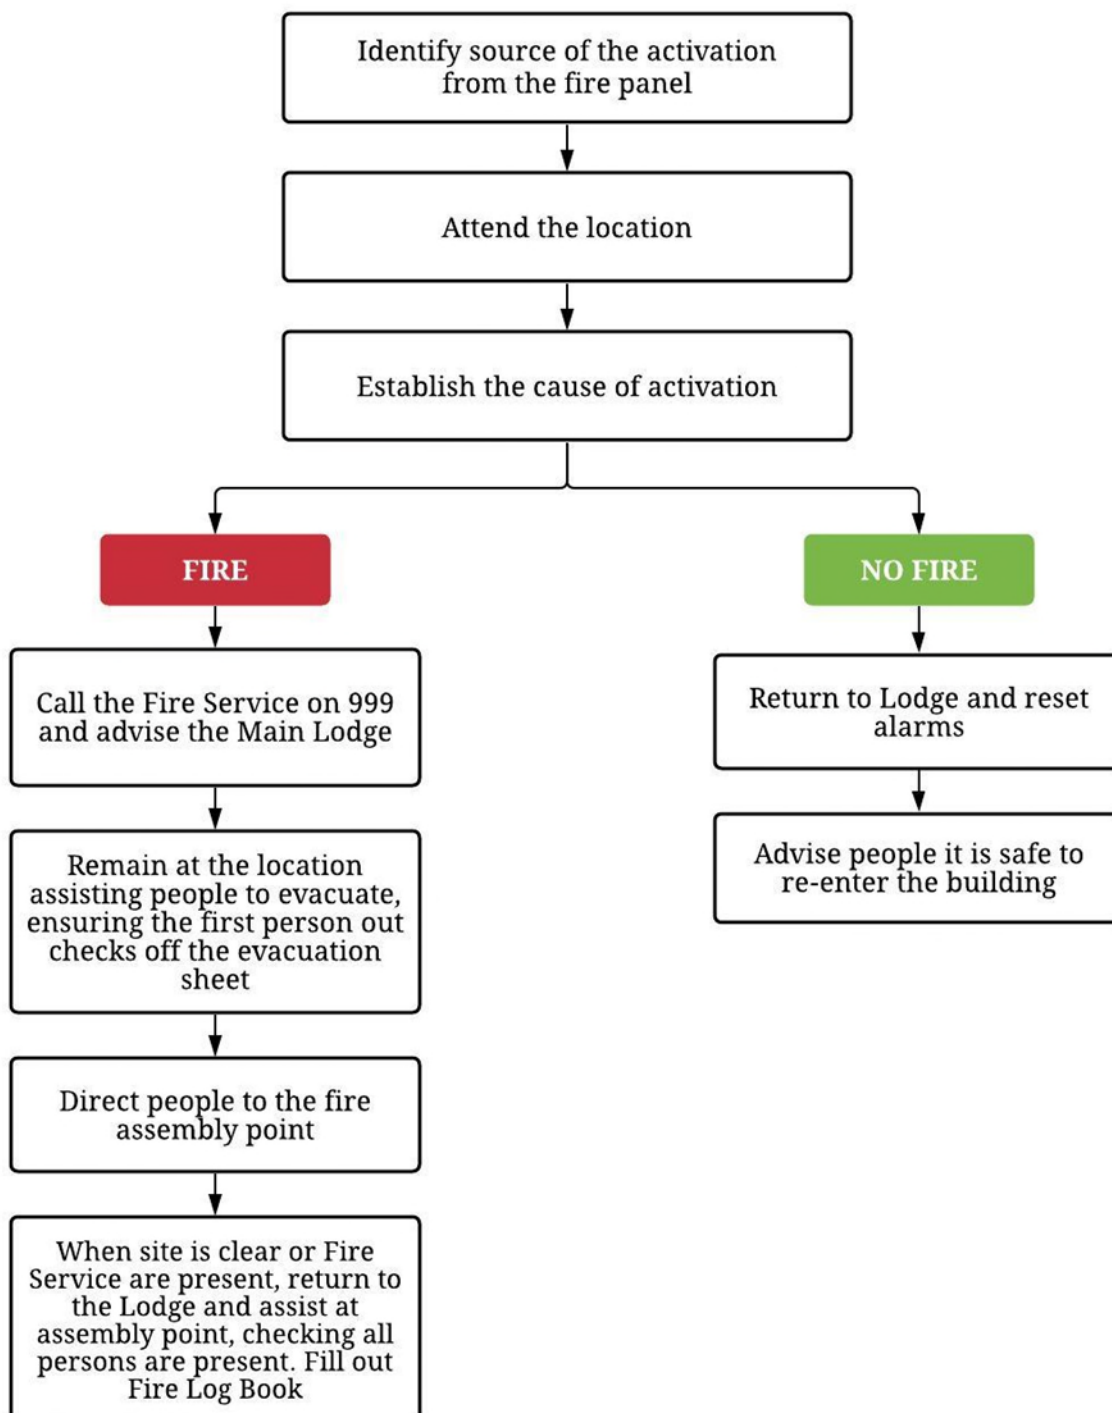 Identify source of the activation
from the fire panel
Attend the location
Establish the cause of activation
FIRE
Call the Fire Service on 999
and advise the Main Lodge
Remain at the location
assisting people to evacuate,
ensuring the first person out
checks off the evacuation
sheet
Direct people to the fire
assembly point
When site is clear or Fire
Service are present, return to
the Lodge and assist at
assembly point, checking all
persons are present. Fill out
Fire Log Book
NO FIRE
Return to Lodge and reset
alarms
Advise people it is safe to
re-enter the building